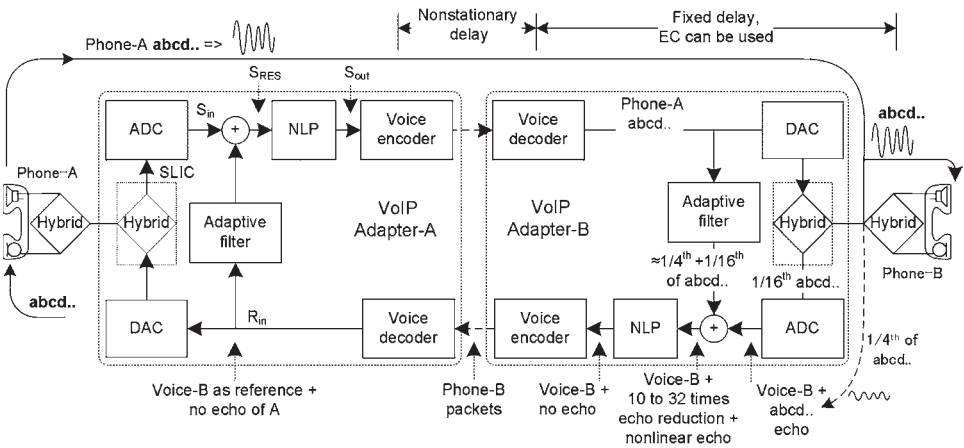 Nonstationary
delay
Fixed delay,
EC can be used
Phone-A abcd.. =>
S_RES
S_out
Phone-A
abcd..
abcd..
ADC
S_in
+
NLP
Voice
encoder
Voice
decoder
DAC
Phone-A
SLIC
Hybrid
Hybrid
Adaptive
filter
VoIP
Adapter-A
VoIP
Adapter-B
Adaptive
filter
Hybrid
Hybrid
Phone-B
≈1/4th +1/16th
of abcd..
1/16th abcd..
abcd..
DAC
R_in
Voice
decoder
Voice
encoder
NLP
+
ADC
1/4th of
abcd..
Voice-B as reference +
no echo of A
Phone-B
packets
Voice-B +
no echo
Voice-B +
10 to 32 times
echo reduction +
nonlinear echo
Voice-B +
abcd..
echo